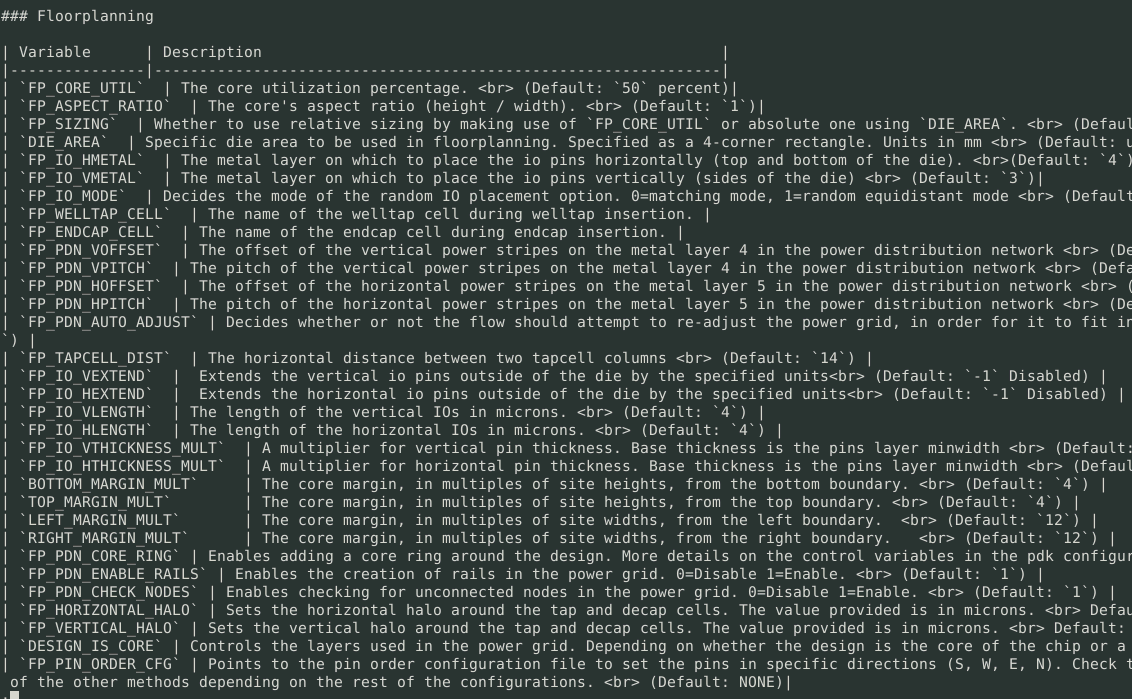 ### Floorplanning
| Variable      | Description                                                   |
|---------------|---------------------------------------------------------------|
| `FP_CORE_UTIL`  | The core utilization percentage. <br> (Default: `50` percent)|
| `FP_ASPECT_RATIO`  | The core's aspect ratio (height / width). <br> (Default: `1`)|
| `FP_SIZING`  | Whether to use relative sizing by making use of `FP_CORE_UTIL` or absolute one using `DIE_AREA`. <br> (Defaul
| `DIE_AREA`  | Specific die area to be used in floorplanning. Specified as a 4-corner rectangle. Units in mm <br> (Default: u
| `FP_IO_HMETAL`  | The metal layer on which to place the io pins horizontally (top and bottom of the die). <br>(Default: `4`)
| `FP_IO_VMETAL`  | The metal layer on which to place the io pins vertically (sides of the die) <br> (Default: `3`)|
| `FP_IO_MODE`  | Decides the mode of the random IO placement option. 0=matching mode, 1=random equidistant mode <br> (Default
| `FP_WELLTAP_CELL`  | The name of the welltap cell during welltap insertion. |
| `FP_ENDCAP_CELL`  | The name of the endcap cell during endcap insertion. |
| `FP_PDN_VOFFSET`  | The offset of the vertical power stripes on the metal layer 4 in the power distribution network <br> (De
| `FP_PDN_VPITCH`  | The pitch of the vertical power stripes on the metal layer 4 in the power distribution network <br> (Defa
| `FP_PDN_HOFFSET`  | The offset of the horizontal power stripes on the metal layer 5 in the power distribution network <br> (
| `FP_PDN_HPITCH`  | The pitch of the horizontal power stripes on the metal layer 5 in the power distribution network <br> (De
| `FP_PDN_AUTO_ADJUST` | Decides whether or not the flow should attempt to re-adjust the power grid, in order for it to fit in
`) |
| `FP_TAPCELL_DIST`  | The horizontal distance between two tapcell columns <br> (Default: `14`) |
| `FP_IO_VEXTEND`  |  Extends the vertical io pins outside of the die by the specified units<br> (Default: `-1` Disabled) |
| `FP_IO_HEXTEND`  |  Extends the horizontal io pins outside of the die by the specified units<br> (Default: `-1` Disabled) |
| `FP_IO_VLENGTH`  | The length of the vertical IOs in microns. <br> (Default: `4`) |
| `FP_IO_HLENGTH`  | The length of the horizontal IOs in microns. <br> (Default: `4`) |
| `FP_IO_VTHICKNESS_MULT`  | A multiplier for vertical pin thickness. Base thickness is the pins layer minwidth <br> (Default:
| `FP_IO_HTHICKNESS_MULT`  | A multiplier for horizontal pin thickness. Base thickness is the pins layer minwidth <br> (Defaul
| `BOTTOM_MARGIN_MULT`     | The core margin, in multiples of site heights, from the bottom boundary. <br> (Default: `4`) |
| `TOP_MARGIN_MULT`        | The core margin, in multiples of site heights, from the top boundary. <br> (Default: `4`) |
| `LEFT_MARGIN_MULT`       | The core margin, in multiples of site widths, from the left boundary.  <br> (Default: `12`) |
| `RIGHT_MARGIN_MULT`      | The core margin, in multiples of site widths, from the right boundary.   <br> (Default: `12`) |
| `FP_PDN_CORE_RING` | Enables adding a core ring around the design. More details on the control variables in the pdk configur
| `FP_PDN_ENABLE_RAILS` | Enables the creation of rails in the power grid. 0=Disable 1=Enable. <br> (Default: `1`) |
| `FP_PDN_CHECK_NODES` | Enables checking for unconnected nodes in the power grid. 0=Disable 1=Enable. <br> (Default: `1`) |
| `FP_HORIZONTAL_HALO` | Sets the horizontal halo around the tap and decap cells. The value provided is in microns. <br> Defau
| `FP_VERTICAL_HALO` | Sets the vertical halo around the tap and decap cells. The value provided is in microns. <br> Default:
| `DESIGN_IS_CORE` | Controls the layers used in the power grid. Depending on whether the design is the core of the chip or a
| `FP_PIN_ORDER_CFG` | Points to the pin order configuration file to set the pins in specific directions (S, W, E, N). Check t
of the other methods depending on the rest of the configurations. <br> (Default: NONE)|